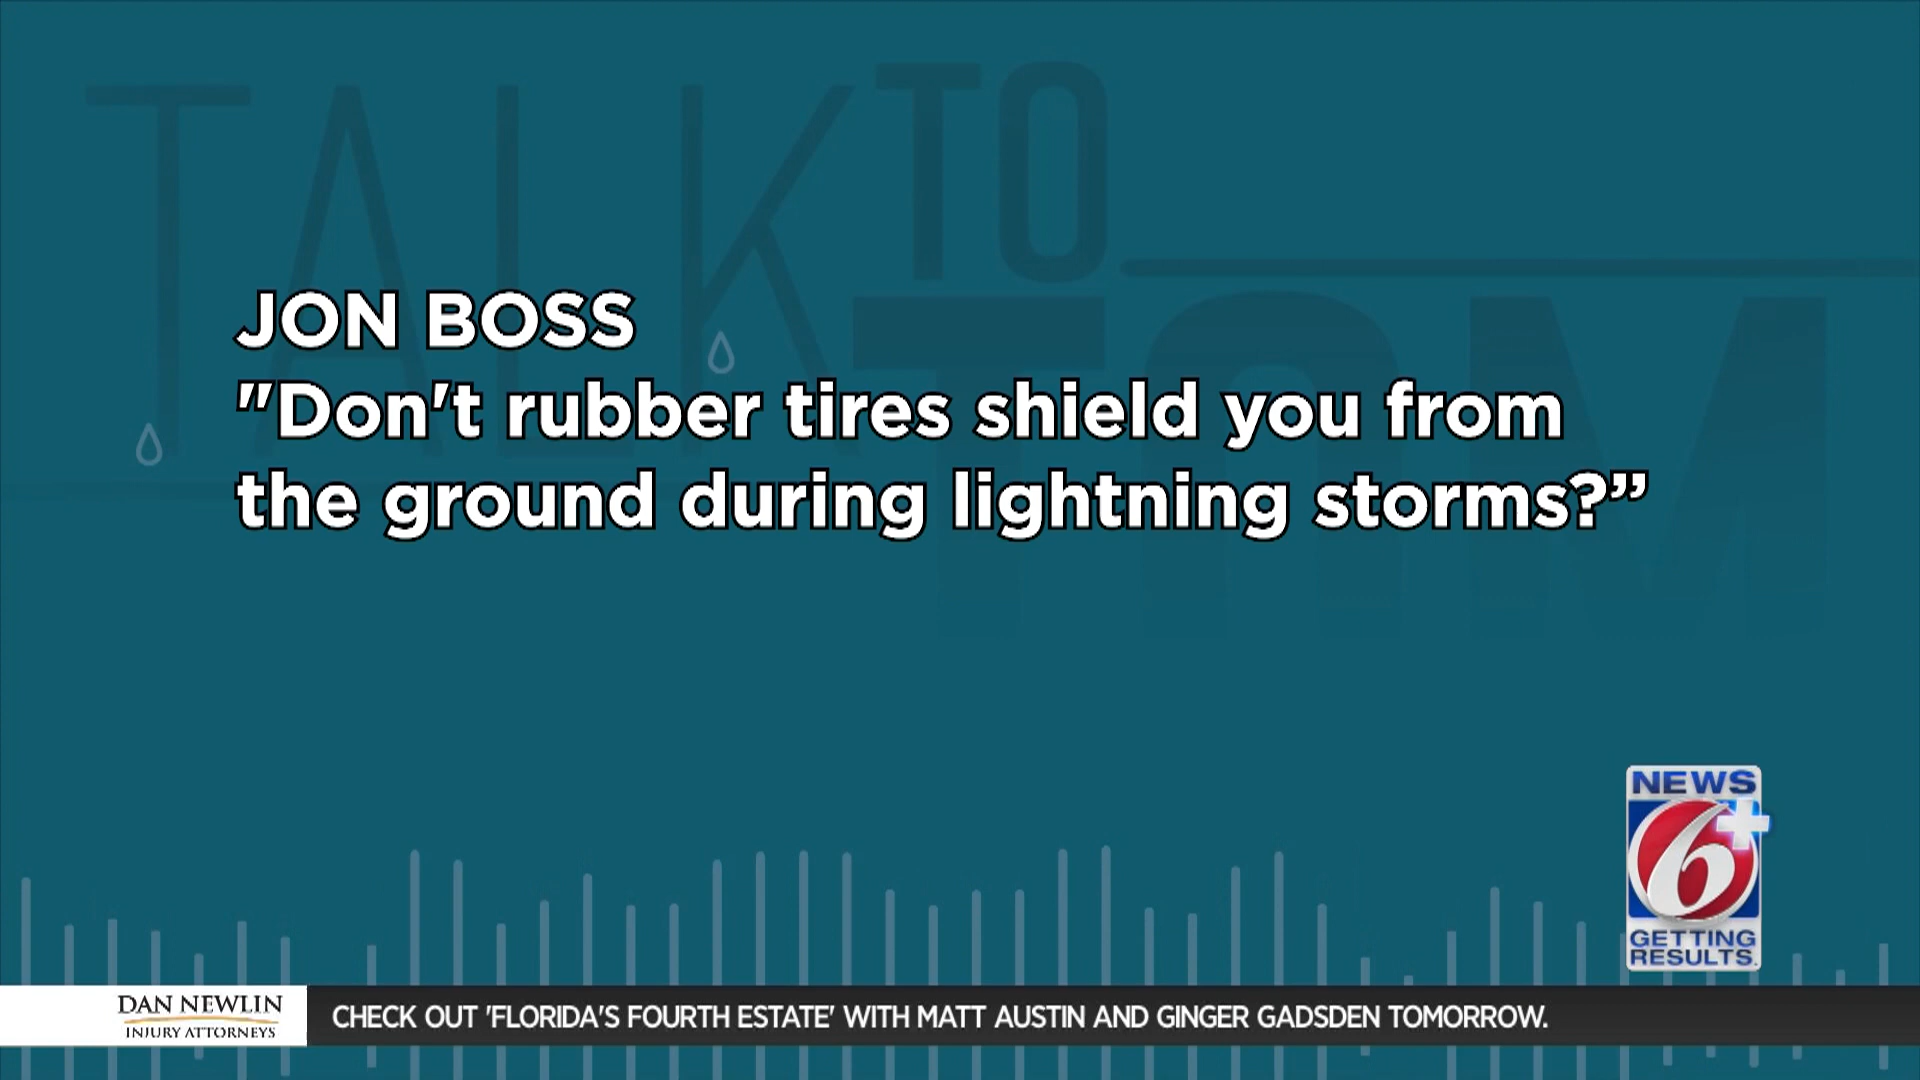 TALK TO
TOM
JON BOSS
"Don't rubber tires shield you from
the ground during lightning storms?”
NEWS
6+
GETTING
RESULTS.
DAN NEWLIN
INJURY ATTORNEYS
CHECK OUT 'FLORIDA'S FOURTH ESTATE' WITH MATT AUSTIN AND GINGER GADSDEN TOMORROW.